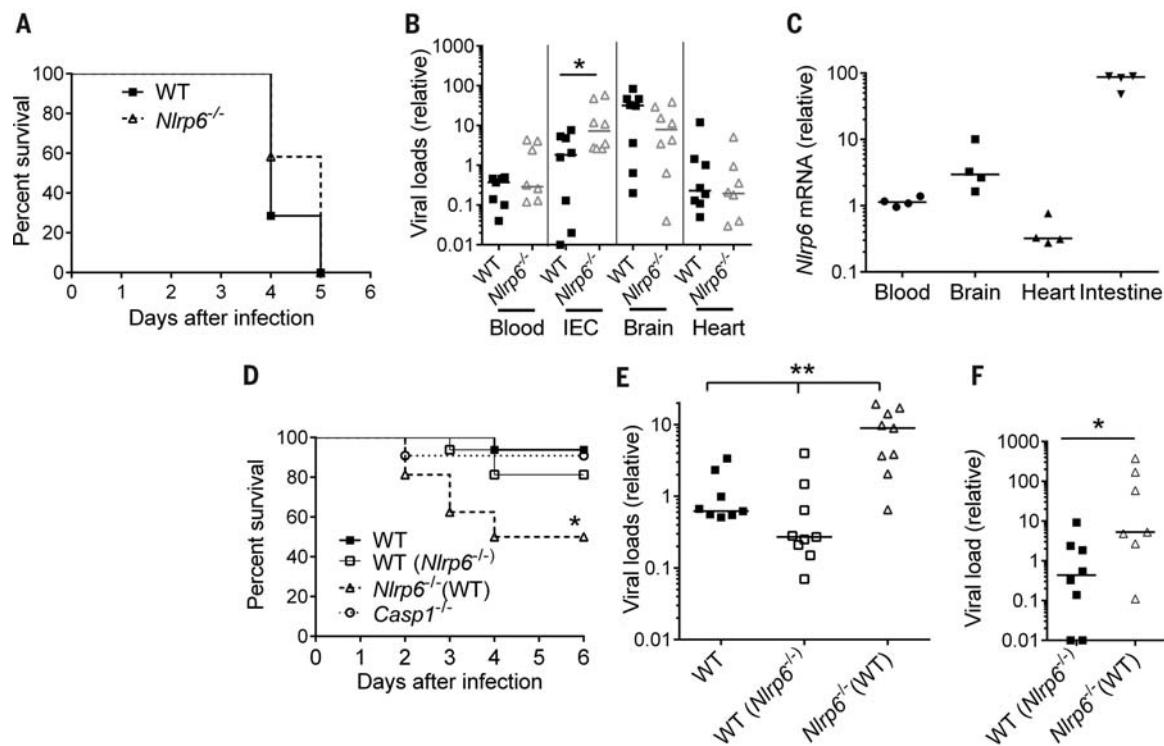 A
Percent survival
100
80
60
40
20
0
WT
Nlrp6-/-
0 1 2 3 4 5 6
Days after infection
B
Viral loads (relative)
1000
100
10
1
0.1
0.01
*
WT Nlrp6-/- WT Nlrp6-/- WT Nlrp6-/- WT Nlrp6-/-
Blood IEC Brain Heart
C
Nlrp6 mRNA (relative)
100
10
1
0.1
Blood Brain Heart Intestine
D
Percent survival
100
80
60
40
20
0
*
WT
WT (Nlrp6-/-)
Nlrp6-/-(WT)
Casp1-/-
0 1 2 3 4 5 6
Days after infection
E
Viral loads (relative)
**
10
1
0.1
0.01
WT
WT (Nlrp6-/-)
Nlrp6-/-(WT)
F
Viral load (relative)
*
1000
100
10
1
0.1
0.01
WT (Nlrp6-/-)
Nlrp6-/-(WT)